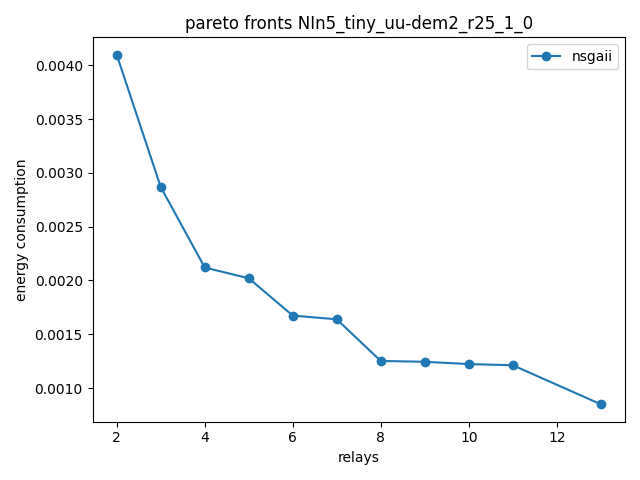 pareto fronts NIn5_tiny_uu-dem2_r25_1_0
nsgaii
energy consumption
0.0040
0.0035
0.0030
0.0025
0.0020
0.0015
0.0010
2 4 6 8 10 12
relays